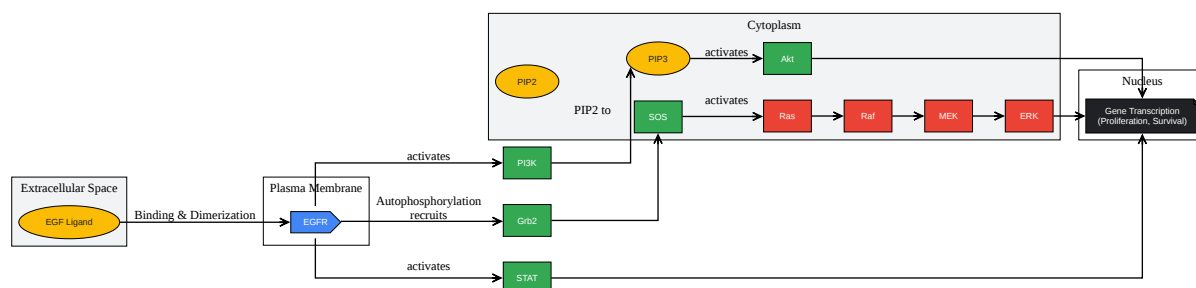 Cytoplasm
PIP3
activates
Akt
PIP2
PIP2 to
SOS
activates
Ras
Raf
MEK
ERK
Nucleus
Gene Transcription
(Proliferation, Survival)
activates
PI3K
Extracellular Space
EGF Ligand
Binding & Dimerization
Plasma Membrane
EGFR
Autophosphorylation
recruits
Grb2
activates
STAT